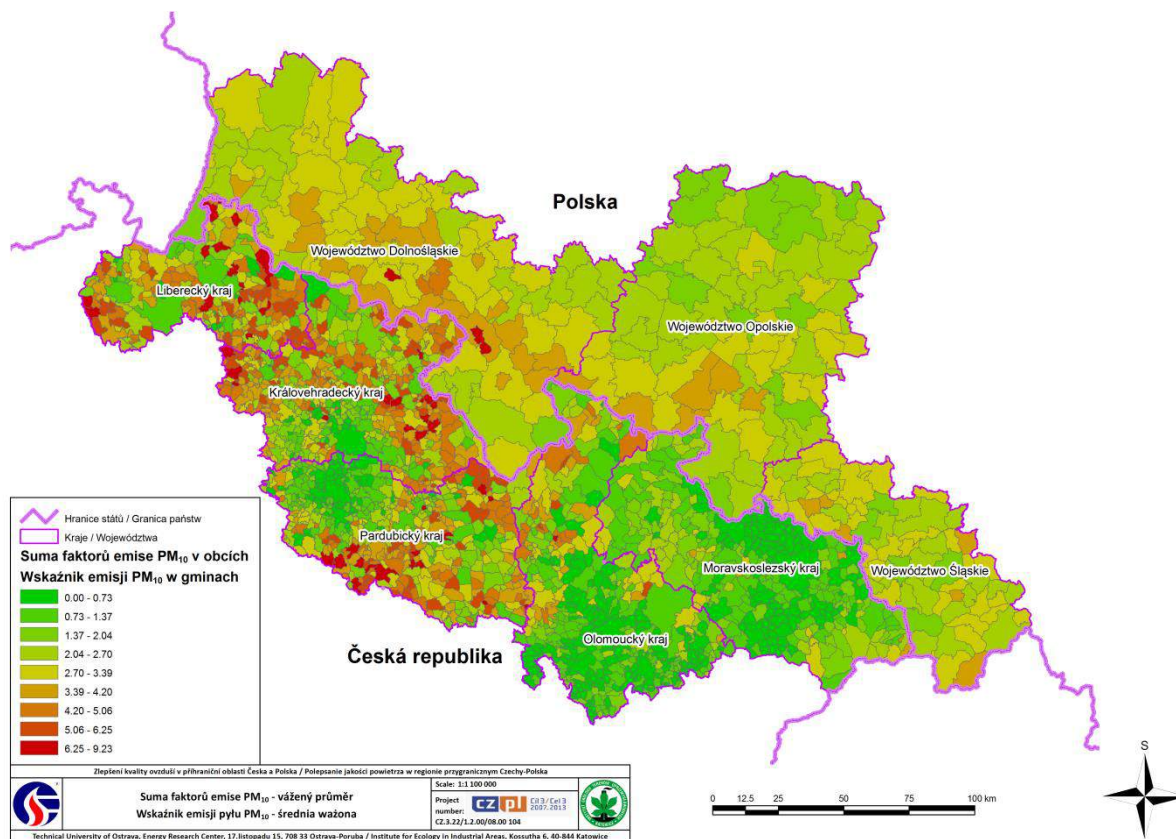 Polska
Województwo Dolnośląskie
Liberecký kraj
Województwo Opolskie
Královehradecký kraj
Pardubický kraj
Moravskoslezský kraj
Województwo Śląskie
Olomoucký kraj
Česká republika
Hranice států / Granica państw
Kraje / Województwa
Suma faktorů emise PM₁₀ v obcích
Wskaźnik emisji PM₁₀ w gminach
0.00 - 0.73
0.73 - 1.37
1.37 - 2.04
2.04 - 2.70
2.70 - 3.39
3.39 - 4.20
4.20 - 5.06
5.06 - 6.25
6.25 - 9.23
S
0 12.5 25 50 75 100 km
Zlepšení kvality ovzduší v příhraniční oblasti Česka a Polska / Polepsanie jakości powietrza w regionie przygranicznym Czechy-Polska
Suma faktorů emise PM₁₀ - vážený průměr
Wskaźnik emisji pyłu PM₁₀ - średnia ważona
Scale: 1:1 100 000
Project number:
cz pl Cíl 3 / Cel 3 2007.2013
CZ.3.22/1.2.00/08.00 104
Technical University of Ostrava, Energy Research Center, 17.listopadu 15, 708 33 Ostrava-Poruba / Institute for Ecology in Industrial Areas, Kossutha 6, 40-844 Katowice